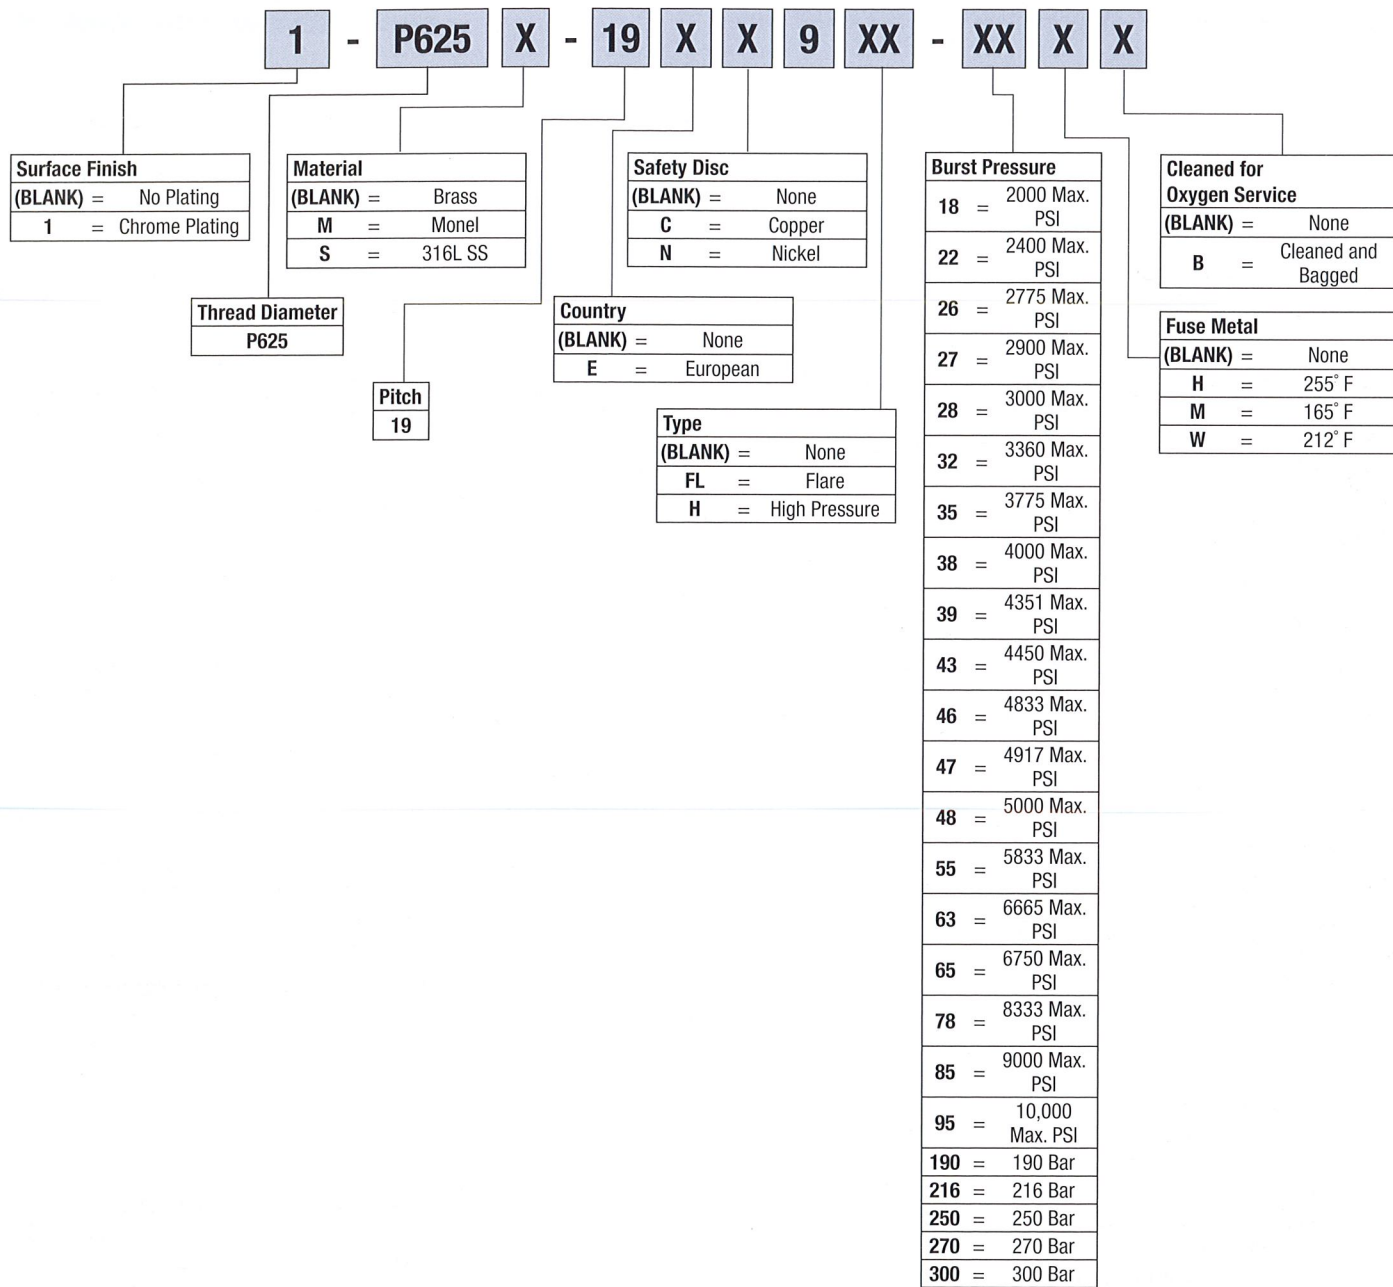 1 - P625 X - 19 X X 9 XX - XX X X
Surface Finish
(BLANK) = No Plating
1 = Chrome Plating
Thread Diameter
P625
Material
(BLANK) = Brass
M = Monel
S = 316L SS
Pitch
19
Country
(BLANK) = None
E = European
Safety Disc
(BLANK) = None
C = Copper
N = Nickel
Type
(BLANK) = None
FL = Flare
H = High Pressure
Burst Pressure
18 = 2000 Max.
PSI
22 = 2400 Max.
PSI
26 = 2775 Max.
PSI
27 = 2900 Max.
PSI
28 = 3000 Max.
PSI
32 = 3360 Max.
PSI
35 = 3775 Max.
PSI
38 = 4000 Max.
PSI
39 = 4351 Max.
PSI
43 = 4450 Max.
PSI
46 = 4833 Max.
PSI
47 = 4917 Max.
PSI
48 = 5000 Max.
PSI
55 = 5833 Max.
PSI
63 = 6665 Max.
PSI
65 = 6750 Max.
PSI
78 = 8333 Max.
PSI
85 = 9000 Max.
PSI
95 = 10,000
Max. PSI
190 = 190 Bar
216 = 216 Bar
250 = 250 Bar
270 = 270 Bar
300 = 300 Bar
Cleaned for
Oxygen Service
(BLANK) = None
B = Cleaned and
Bagged
Fuse Metal
(BLANK) = None
H = 255° F
M = 165° F
W = 212° F